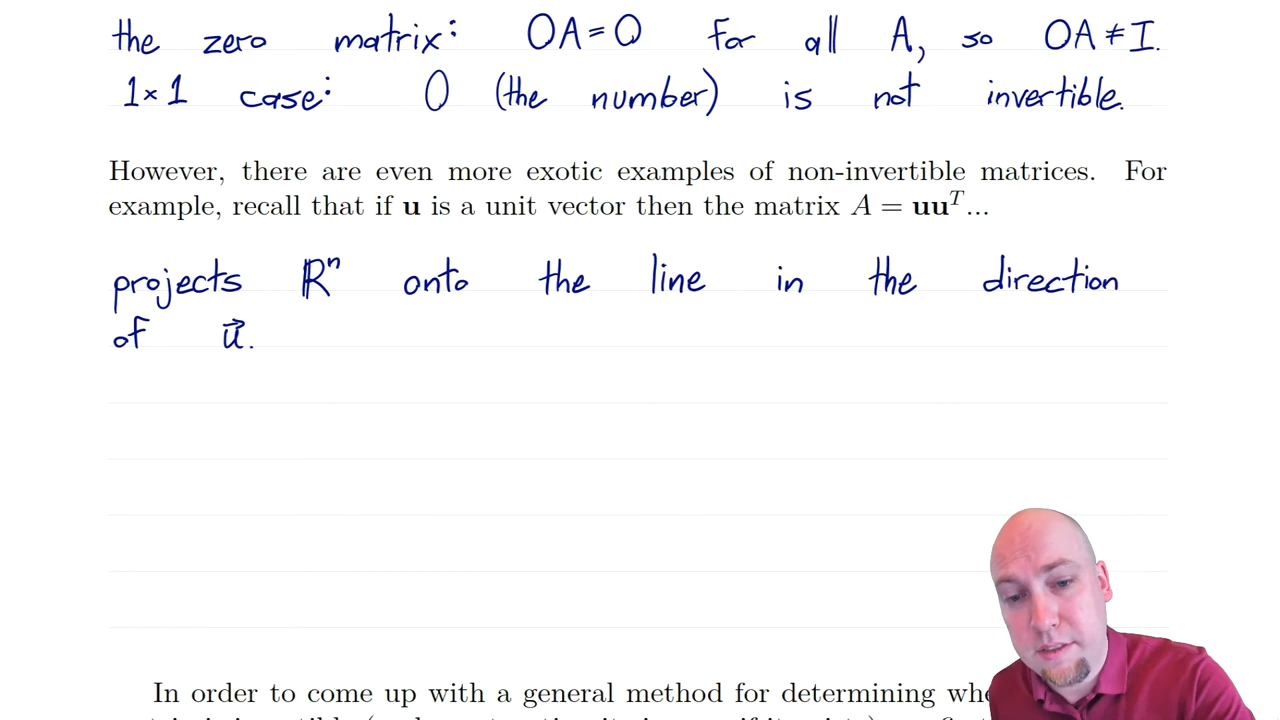 the zero matrix: OA = O for all A, so OA ≠ I.
1×1 case: 0 (the number) is not invertible.
However, there are even more exotic examples of non-invertible matrices. For
example, recall that if u is a unit vector then the matrix A = uuᵀ...
projects ℝⁿ onto the line in the direction
of u⃗.
In order to come up with a general method for determining